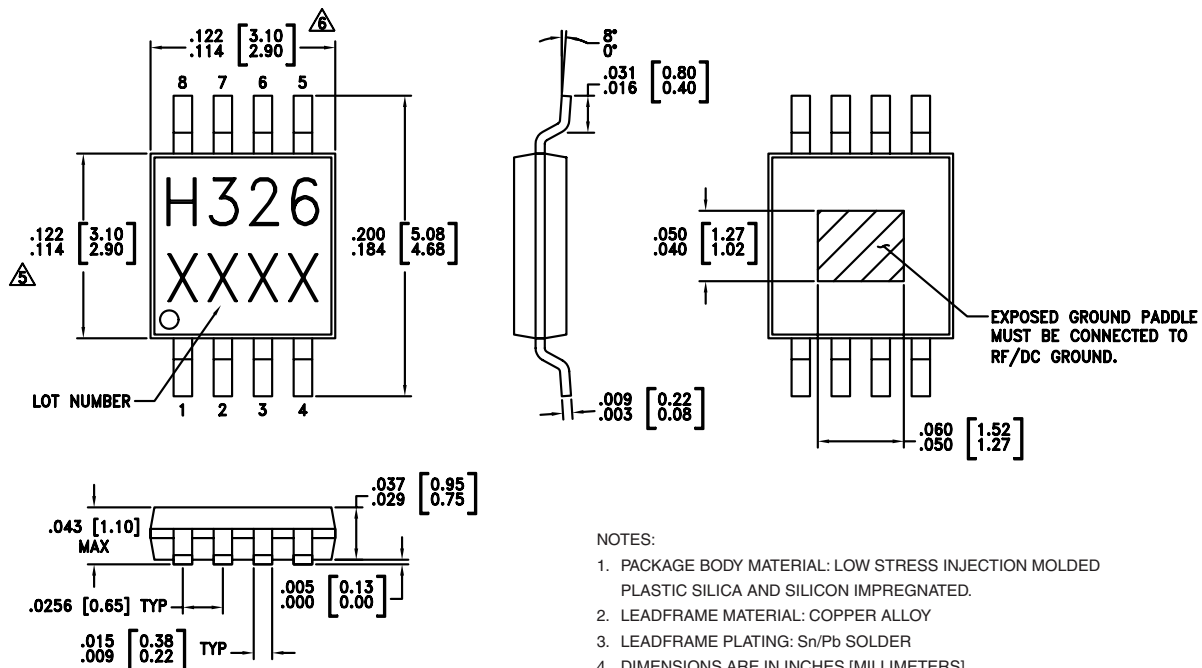 .122 [3.10]
.114 [2.90]
6
8 7 6 5
H326
XXXX
.122 [3.10]
.114 [2.90]
5
.200 [5.08]
.184 [4.68]
LOT NUMBER
1 2 3 4
8°
0°
.031 [0.80]
.016 [0.40]
.009 [0.22]
.003 [0.08]
.050 [1.27]
.040 [1.02]
EXPOSED GROUND PADDLE
MUST BE CONNECTED TO
RF/DC GROUND.
.060 [1.52]
.050 [1.27]
.037 [0.95]
.029 [0.75]
.043 [1.10]
MAX
.005 [0.13]
.000 [0.00]
.0256 [0.65] TYP
.015 [0.38] TYP
.009 [0.22]
NOTES:
1. PACKAGE BODY MATERIAL: LOW STRESS INJECTION MOLDED
PLASTIC SILICA AND SILICON IMPREGNATED.
2. LEADFRAME MATERIAL: COPPER ALLOY
3. LEADFRAME PLATING: Sn/Pb SOLDER
4. DIMENSIONS ARE IN INCHES [MILLIMETERS]